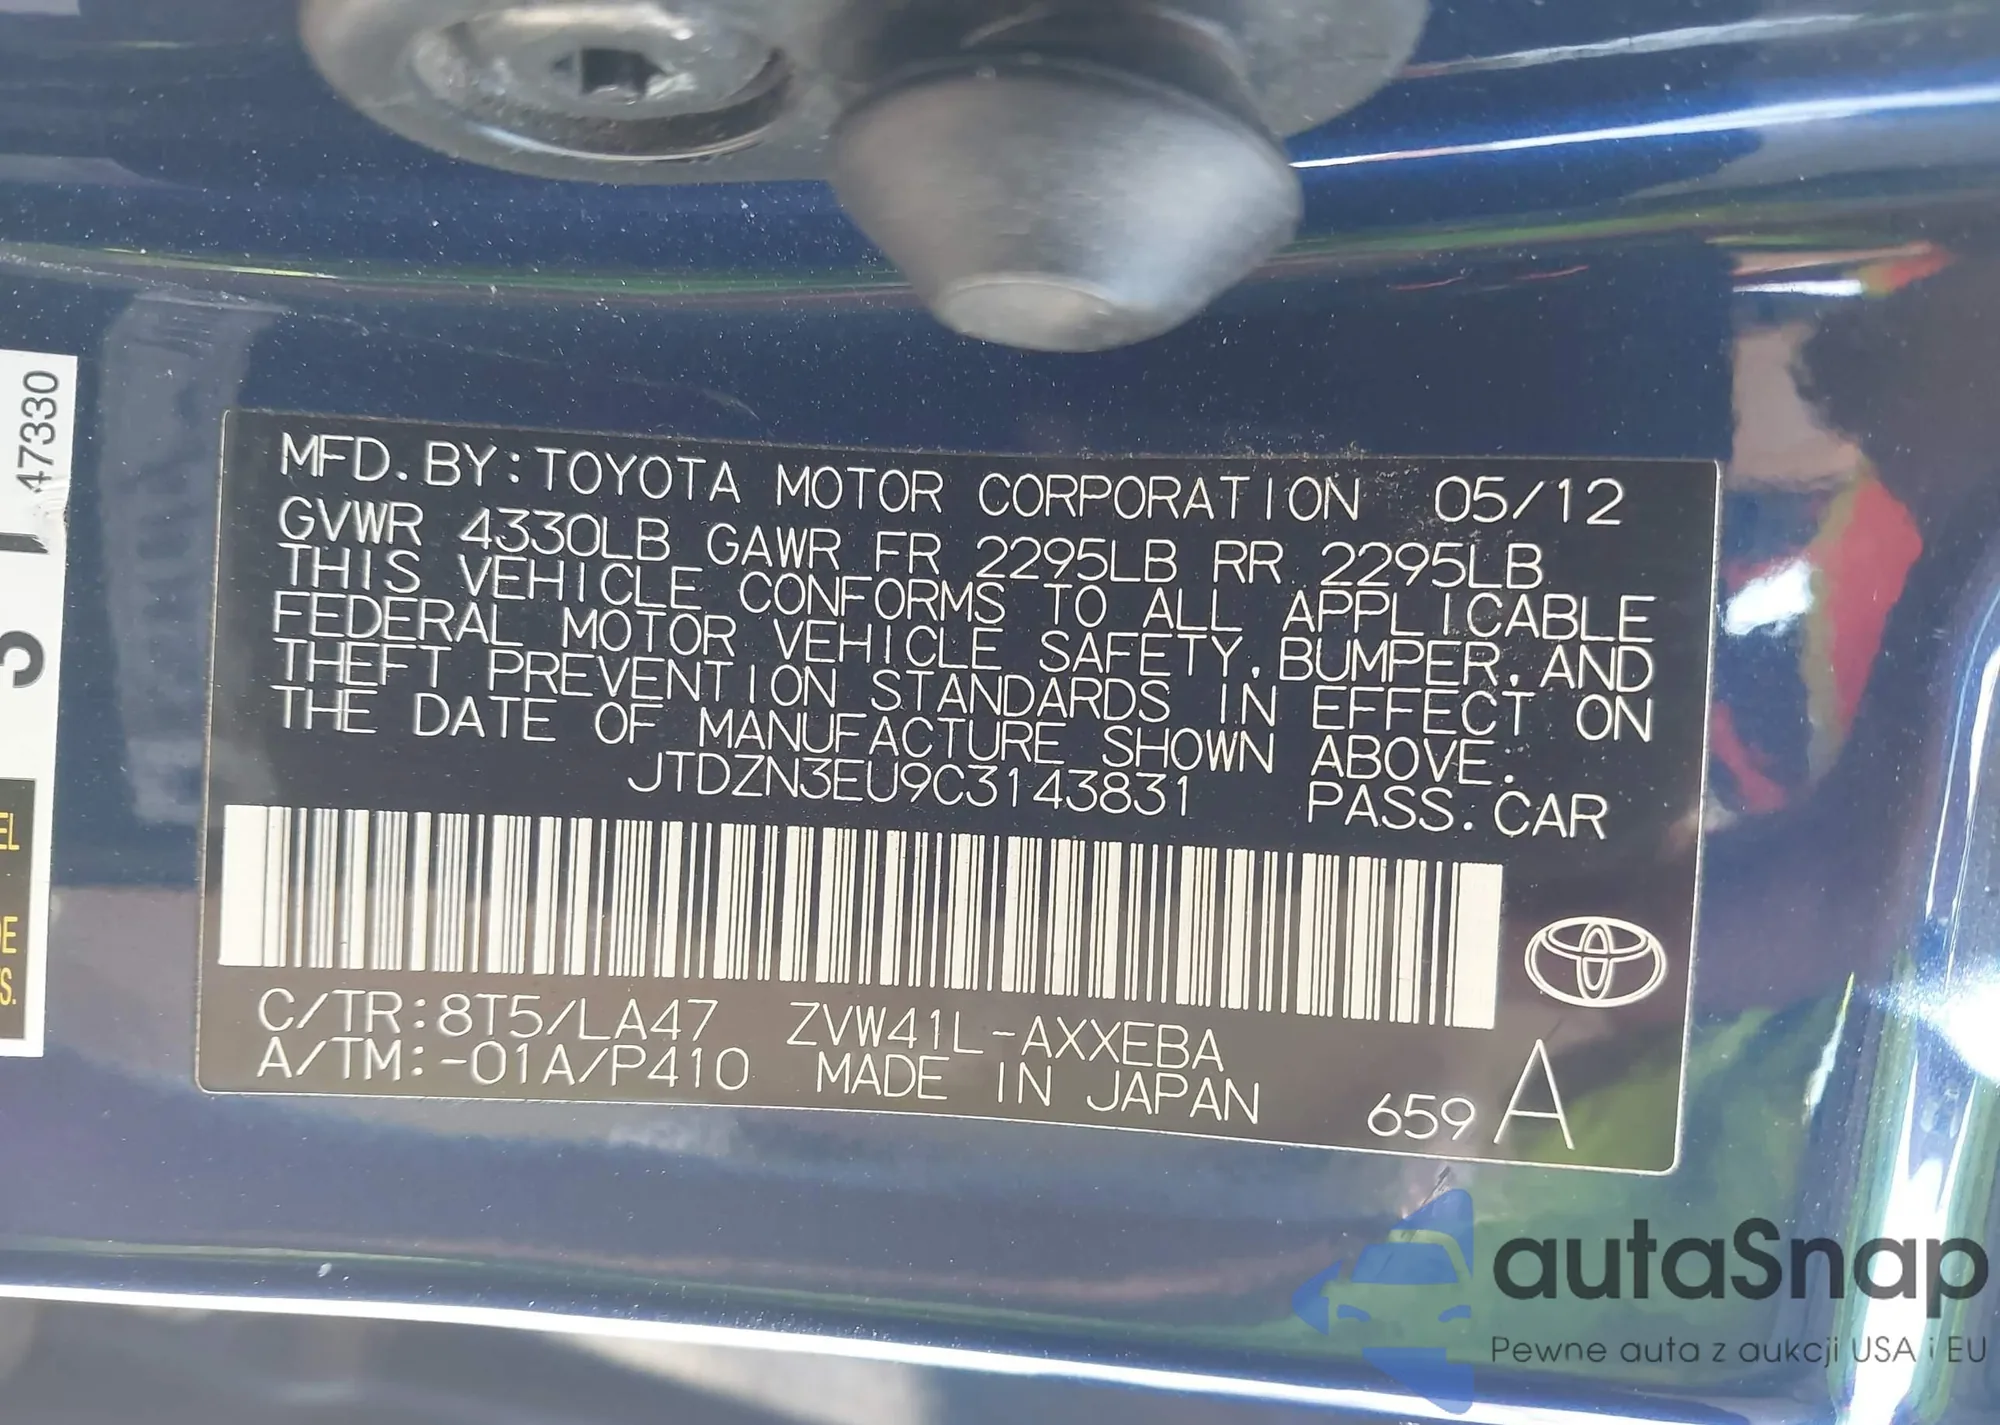 MFD. BY: TOYOTA MOTOR CORPORATION 05/12
GVWR 4330LB GAWR FR 2295LB RR 2295LB
THIS VEHICLE CONFORMS TO ALL APPLICABLE
FEDERAL MOTOR VEHICLE SAFETY, BUMPER, AND
THEFT PREVENTION STANDARDS IN EFFECT ON
THE DATE OF MANUFACTURE SHOWN ABOVE.
JTDZN3EU9C3143831 PASS. CAR
C/TR: 8T5/LA47 ZVW41L-AXXEBA
A/TM: -01A/P410 MADE IN JAPAN
659 A
47330
3
EL
S.
autaSnap
Pewne auta z aukcji USA i EU